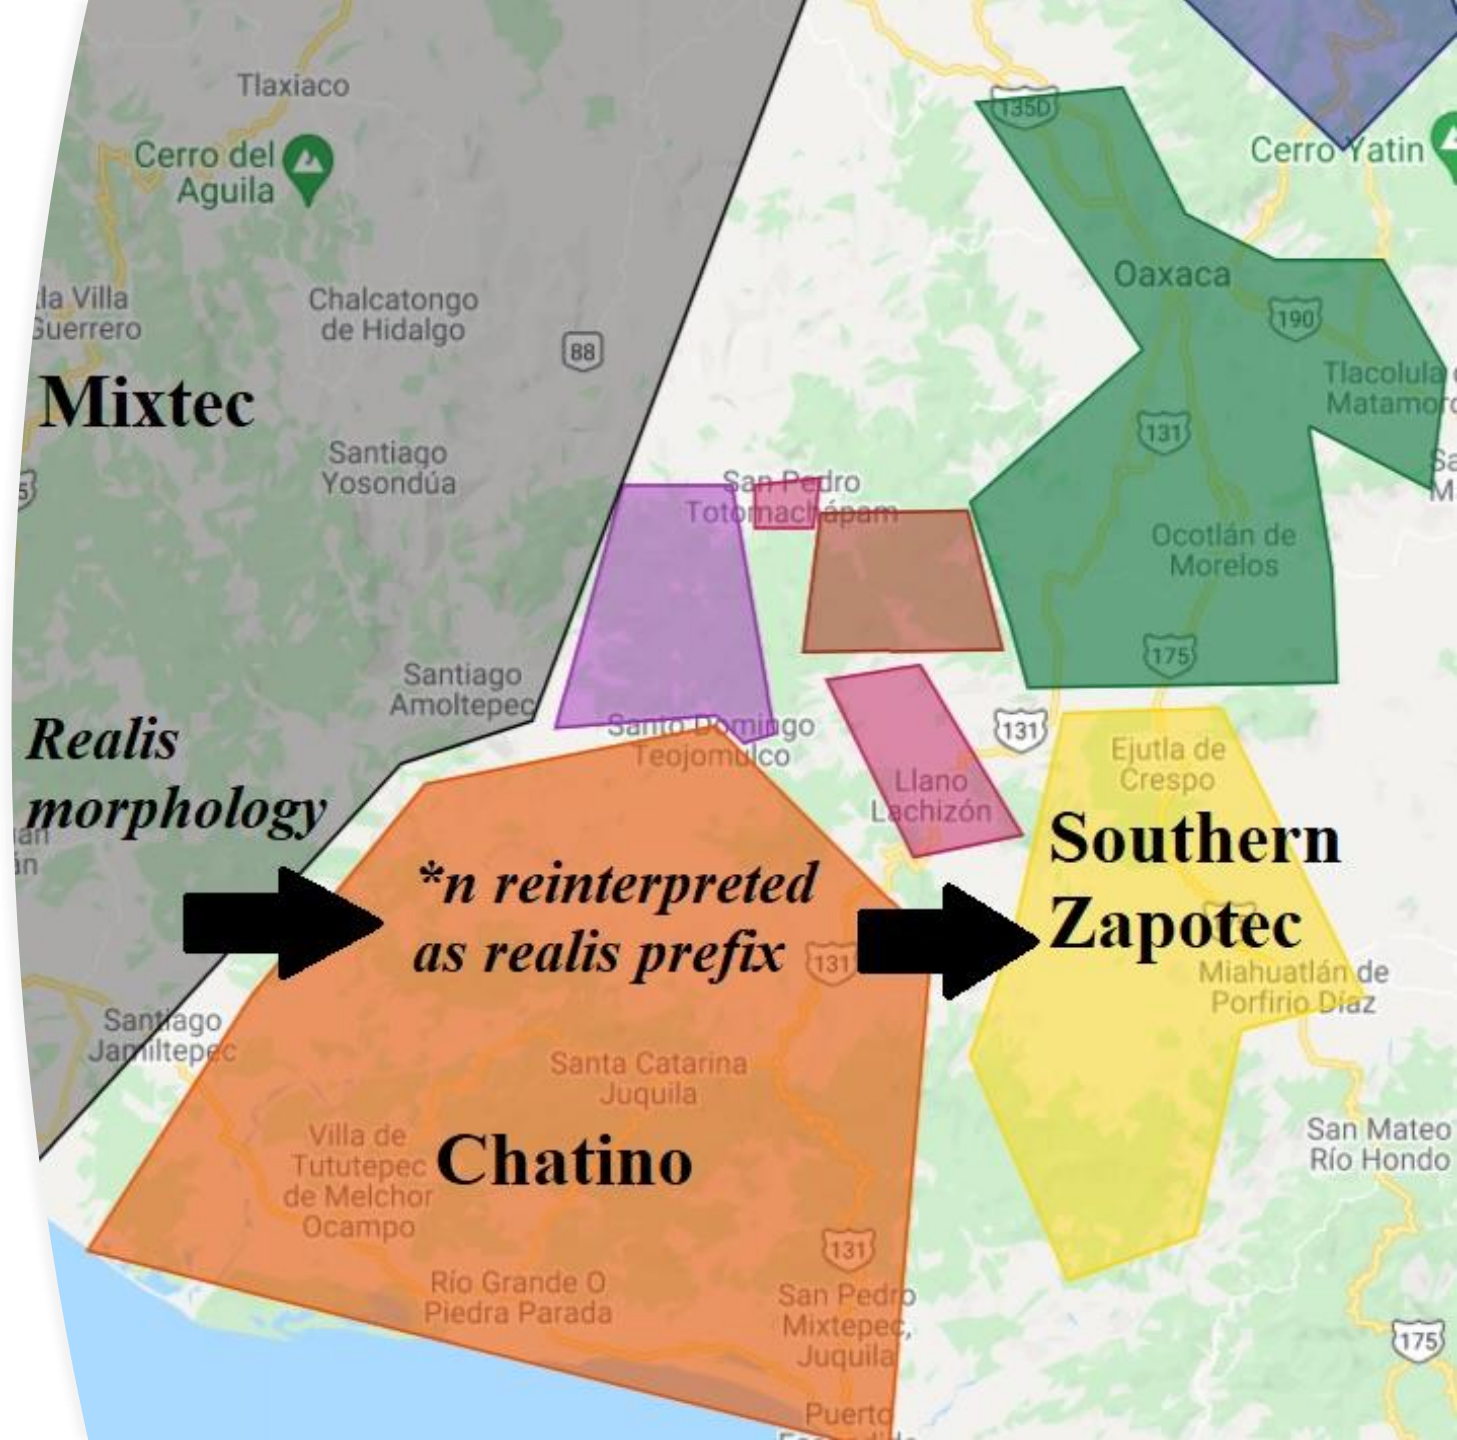 Tlaxiaco
135D
Cerro del
Aguila
Cerro Yatin
Oaxaca
la Villa
Guerrero
Chalcatongo
de Hidalgo
88
190
Mixtec
Tlacolula
Matamoro
131
Santiago
Yosondúa
San Pedro
Totomachápam
Ocotlán de
Morelos
175
Santiago
Amoltepec
Realis
morphology
Santo Domingo
Teojomulco
131
Ejutla de
Crespo
Llano
Lachizón
Southern
Zapotec
*n reinterpreted
as realis prefix
131
Miahuatlán de
Porfirio Díaz
Santiago
Jamiltepec
Santa Catarina
Juquila
Villa de
Tututepec
de Melchor
Ocampo
Chatino
San Mateo
Río Hondo
131
Río Grande O
Piedra Parada
San Pedro
Mixtepec,
Juquila
175
Puerto